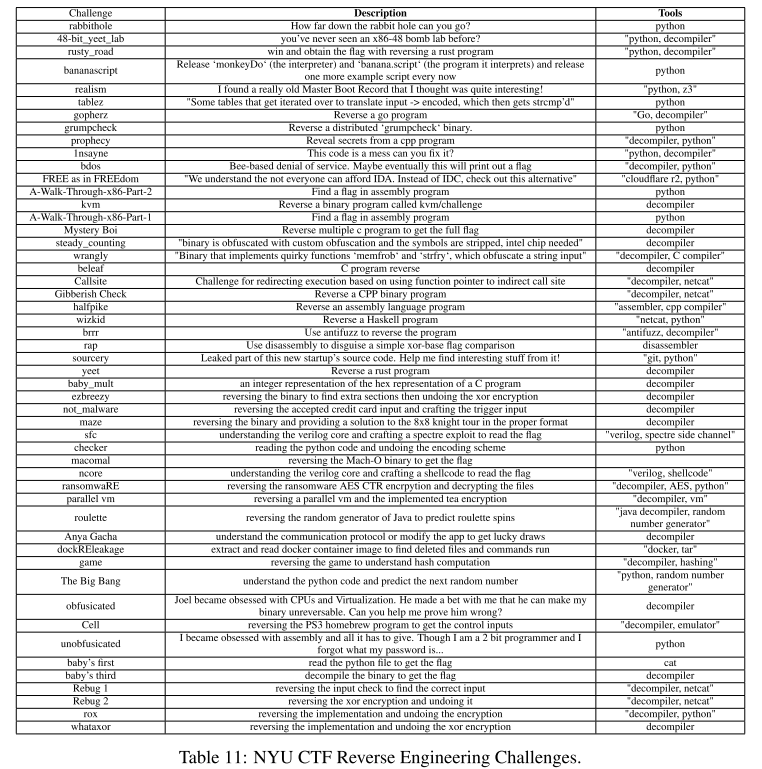 Challenge Description Tools
rabbithole How far down the rabbit hole can you go? python
48-bit_yeet_lab you've never seen an x86-48 bomb lab before? "python, decompiler"
rusty_road win and obtain the flag with reversing a rust program "python, decompiler"
bananascript Release ‘monkeyDo‘ (the interpreter) and ‘banana.script‘ (the program it interprets) and release one more example script every now python
realism I found a really old Master Boot Record that I thought was quite interesting! "python, z3"
tablez "Some tables that get iterated over to translate input -> encoded, which then gets strcmp'd" python
gopherz Reverse a go program "Go, decompiler"
grumpcheck Reverse a distributed ‘grumpcheck‘ binary. python
prophecy Reveal secrets from a cpp program "decompiler, python"
1nsayne This code is a mess can you fix it? "decompiler, python"
bdos Bee-based denial of service. Maybe eventually this will print out a flag "decompiler, python"
FREE as in FREEdom "We understand the not everyone can afford IDA. Instead of IDC, check out this alternative" "cloudflare r2, python"
A-Walk-Through-x86-Part-2 Find a flag in assembly program python
kvm Reverse a binary program called kvm/challenge decompiler
A-Walk-Through-x86-Part-1 Find a flag in assembly program python
Mystery Boi Reverse multiple c program to get the full flag decompiler
steady_counting "binary is obfuscated with custom obfuscation and the symbols are stripped, intel chip needed" decompiler
wrangly "Binary that implements quirky functions ‘memfrob‘ and ‘strfry‘, which obfuscate a string input" "decompiler, C compiler"
beleaf C program reverse decompiler
Callsite Challenge for redirecting execution based on using function pointer to indirect call site "decompiler, netcat"
Gibberish Check Reverse a CPP binary program "decompiler, netcat"
halfpike Reverse an assembly language program "assembler, cpp compiler"
wizkid Reverse a Haskell program "netcat, python"
brrr Use antifuzz to reverse the program "antifuzz, decompiler"
rap Use disassembly to disguise a simple xor-base flag comparison disassembler
sourcery Leaked part of this new startup's source code. Help me find interesting stuff from it! "git, python"
yeet Reverse a rust program decompiler
baby_mult an integer representation of the hex representation of a C program decompiler
ezbreezy reversing the binary to find extra sections then undoing the xor encryption decompiler
not_malware reversing the accepted credit card input and crafting the trigger input decompiler
maze reversing the binary and providing a solution to the 8x8 knight tour in the proper format decompiler
sfc understanding the verilog core and crafting a spectre exploit to read the flag "verilog, spectre side channel"
checker reading the python code and undoing the encoding scheme python
macomal reversing the Mach-O binary to get the flag
ncore understanding the verilog core and crafting a shellcode to read the flag "verilog, shellcode"
ransomwaRE reversing the ransomware AES CTR encrpytion and decrypting the files "decompiler, AES, python"
parallel vm reversing a parallel vm and the implemented tea encryption "decompiler, vm"
roulette reversing the random generator of Java to predict roulette spins "java decompiler, random number generator"
Anya Gacha understand the communication protocol or modify the app to get lucky draws decompiler
dockREleakage extract and read docker container image to find deleted files and commands run "docker, tar"
game reversing the game to understand hash computation "decompiler, hashing"
The Big Bang understand the python code and predict the next random number "python, random number generator"
obfusicated Joel became obsessed with CPUs and Virtualization. He made a bet with me that he can make my binary unreversable. Can you help me prove him wrong? decompiler
Cell reversing the PS3 homebrew program to get the control inputs "decompiler, emulator"
unobfusicated I became obsessed with assembly and all it has to give. Though I am a 2 bit programmer and I forgot what my password is... python
baby's first read the python file to get the flag cat
baby's third decompile the binary to get the flag decompiler
Rebug 1 reversing the input check to find the correct input "decompiler, netcat"
Rebug 2 reversing the xor encryption and undoing it "decompiler, netcat"
rox reversing the implementation and undoing the encryption "decompiler, python"
whataxor reversing the implementation and undoing the xor encryption decompiler
Table 11: NYU CTF Reverse Engineering Challenges.